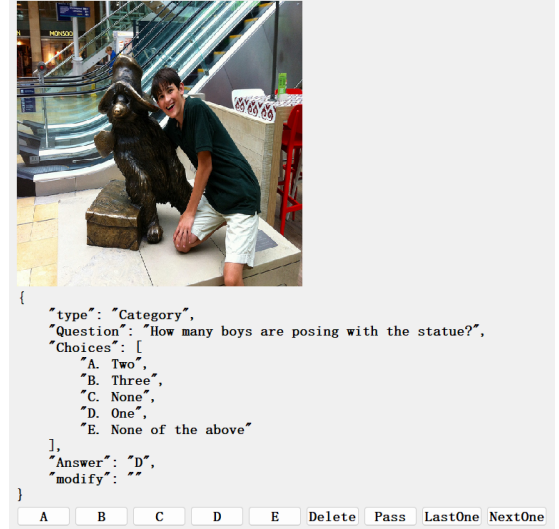 MONSOO
{
"type": "Category",
"Question": "How many boys are posing with the statue?",
"Choices": [
"A. Two",
"B. Three",
"C. None",
"D. One",
"E. None of the above"
],
"Answer": "D",
"modify": ""
}
A B C D E Delete Pass LastOne NextOne